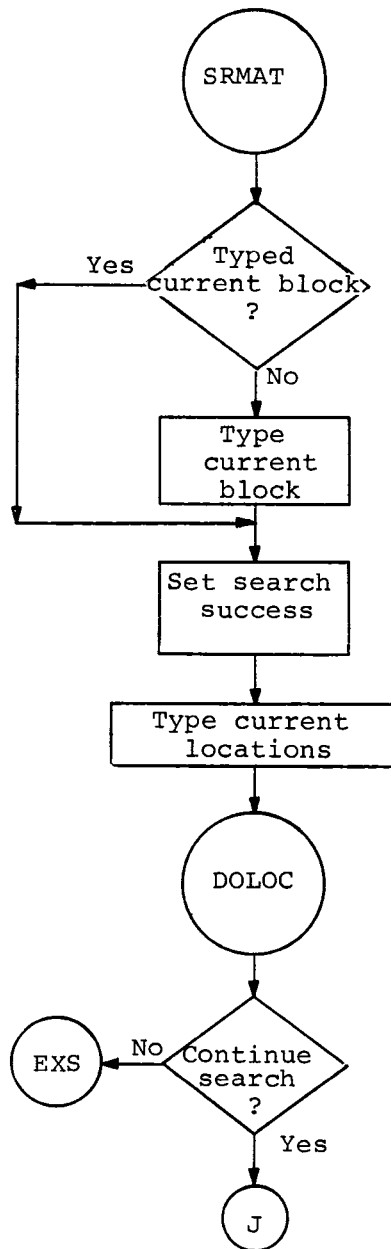 SRMAT
Yes
Typed
current block
?
No
Type
current
block
Set search
success
Type current
locations
DOLOC
EXS
No
Continue
search
?
Yes
J